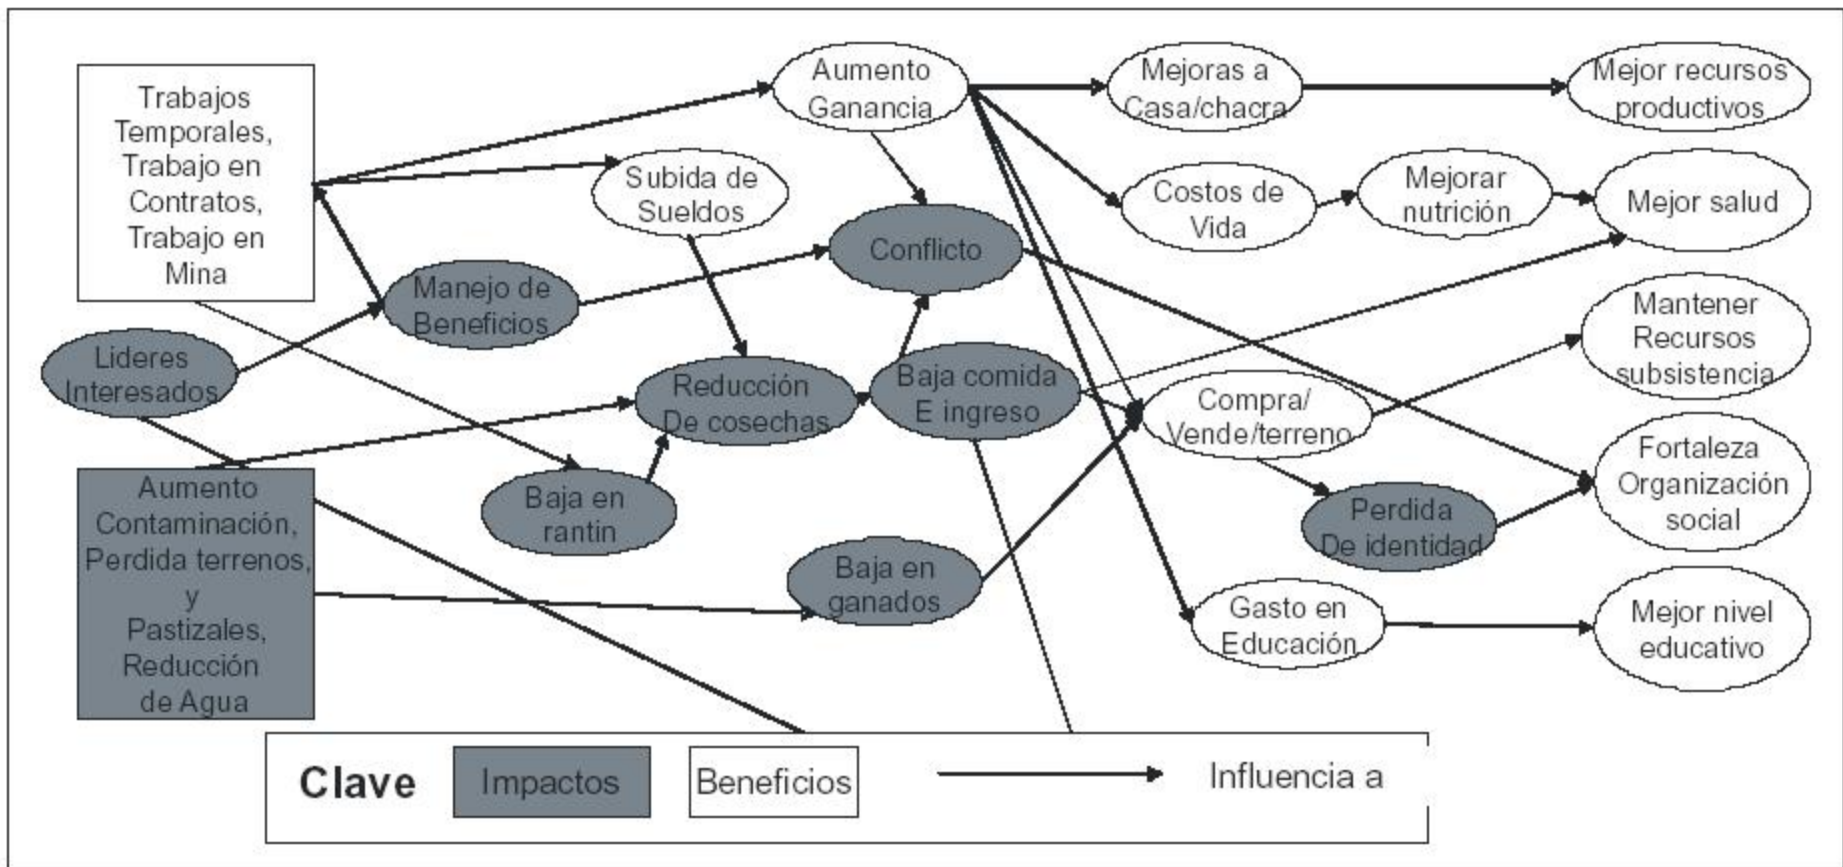 Trabajos
Temporales,
Trabajo en
Contratos,
Trabajo en
Mina
Aumento
Ganancia
Mejoras a
Casa/chacra
Mejor recursos
productivos
Subida de
Sueldos
Costos de
Vida
Mejorar
nutrición
Mejor salud
Conflicto
Manejo de
Beneficios
Mantener
Recursos
subsistencia
Lideres
Interesados
Reducción
De cosechas
Baja comida
E ingreso
Compra/
Vende/terreno
Fortaleza
Organización
social
Aumento
Contaminación,
Perdida terrenos,
y
Pastizales,
Reducción
de Agua
Baja en
rantin
Perdida
De identidad
Baja en
ganados
Gasto en
Educación
Mejor nivel
educativo
Clave
Impactos
Beneficios
Influencia a